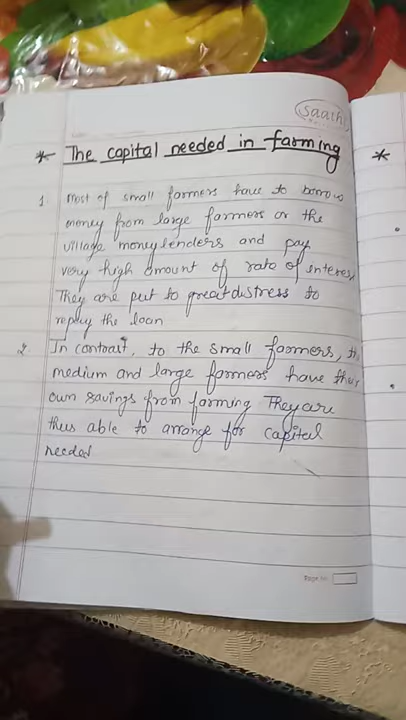 Saathi
* The capital needed in farming *
1 Most of small farmers have to borrow
money from large farmers or the
village moneylenders and pay
very high amount of rate of interest
They are put to great distress to
repay the loan
2 In contrast, to the small farmers, the
medium and large farmers have their
own savings from farming They are
thus able to arrange for capital
needed
Page No